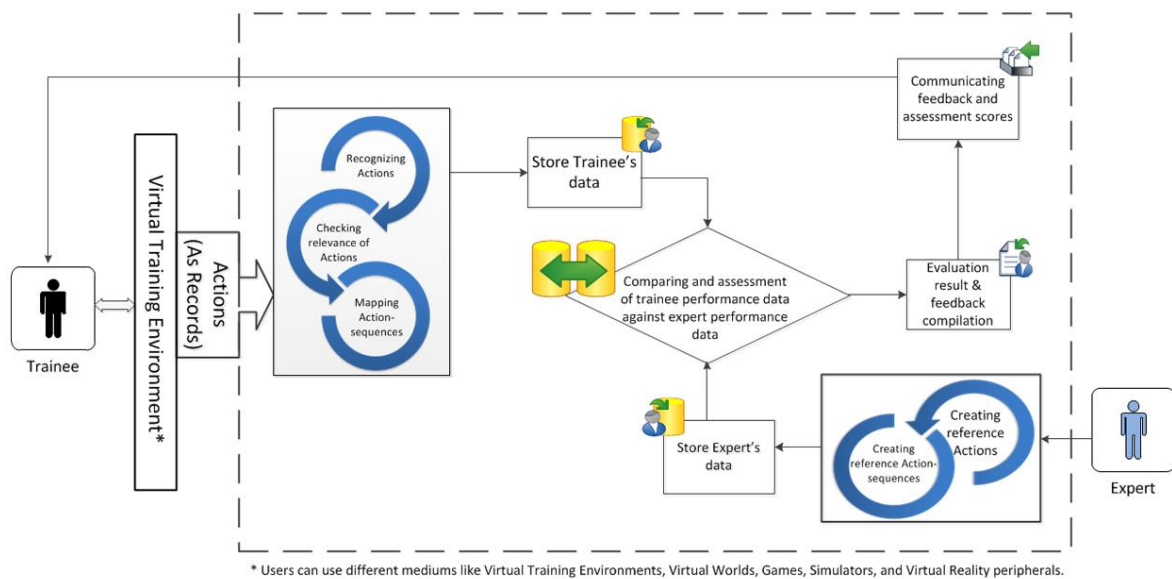 Communicating
feedback and
assessment scores
Recognizing
Actions
Checking
relevance of
Actions
Mapping
Action-
sequences
Store Trainee's
data
Virtual Training Environment*
Actions
(As Records)
Trainee
Comparing and assessment
of trainee performance data
against expert performance
data
Evaluation
result &
feedback
compilation
Store Expert's
data
Creating
reference
Actions
Creating
reference Action-
sequences
Expert
* Users can use different mediums like Virtual Training Environments, Virtual Worlds, Games, Simulators, and Virtual Reality peripherals.